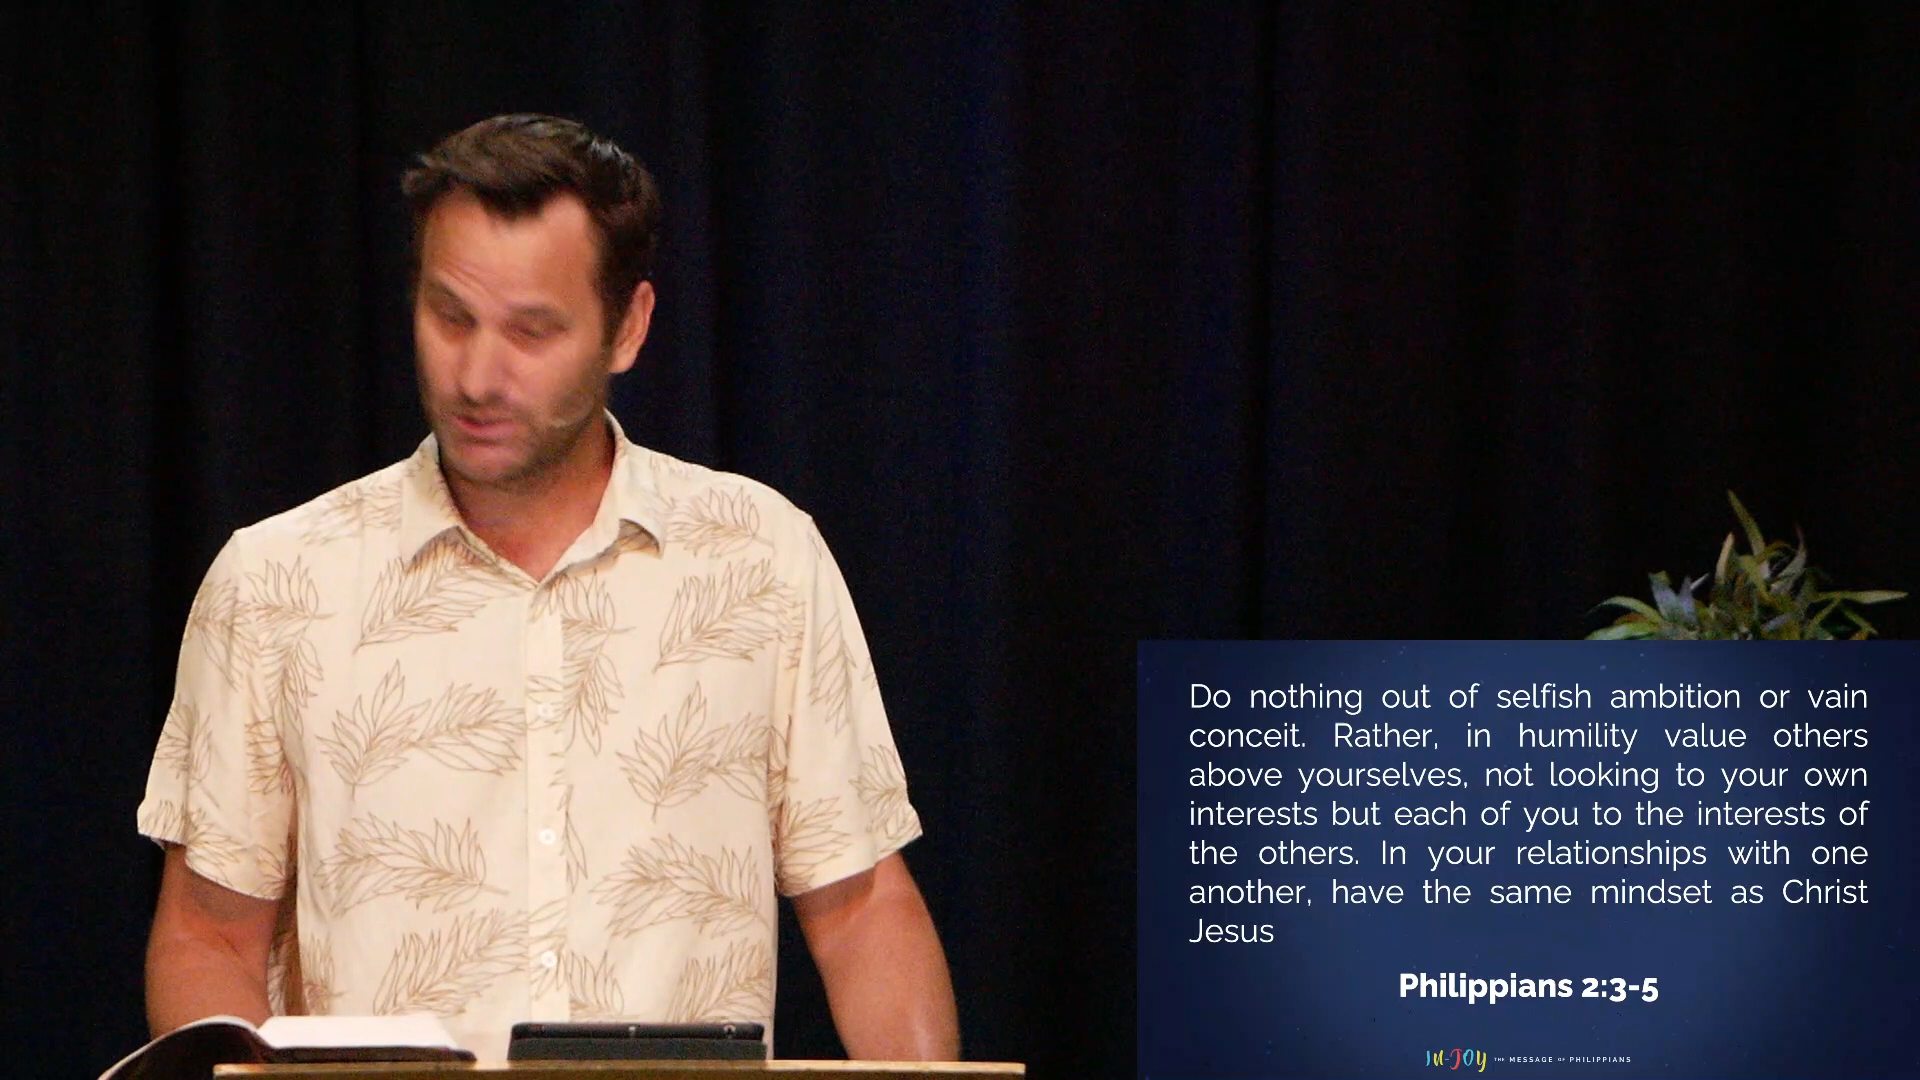 Do nothing out of selfish ambition or vain
conceit. Rather, in humility value others
above yourselves, not looking to your own
interests but each of you to the interests of
the others. In your relationships with one
another, have the same mindset as Christ
Jesus
Philippians 2:3-5
IN-JOY THE MESSAGE OF PHILIPPIANS